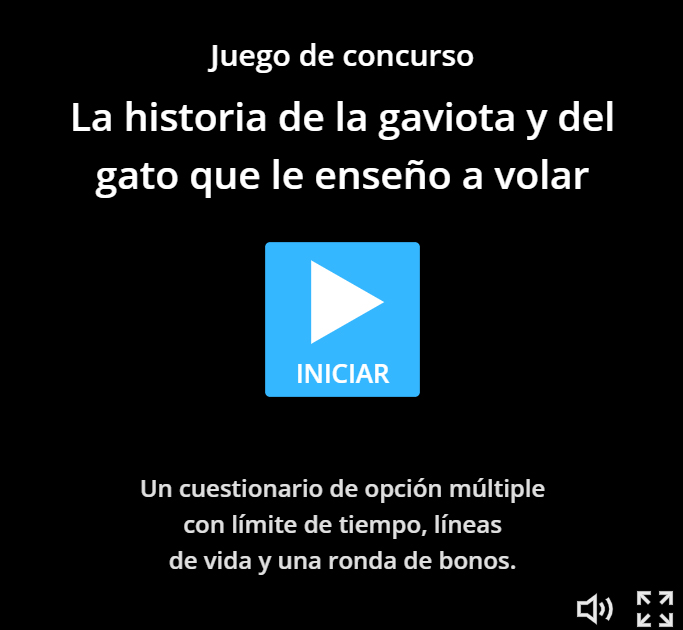 Juego de concurso
La historia de la gaviota y del
gato que le enseño a volar
INICIAR
Un cuestionario de opción múltiple
con límite de tiempo, líneas
de vida y una ronda de bonos.